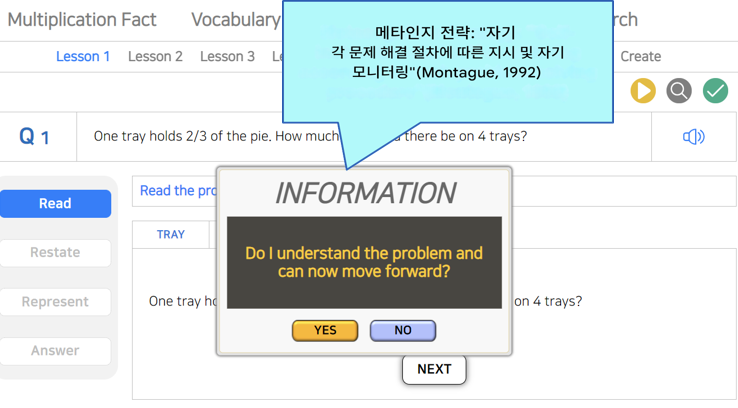 Multiplication Fact Vocabulary rch
Lesson 1 Lesson 2 Lesson 3 Create
메타인지 전략: "자기
각 문제 해결 절차에 따른 지시 및 자기
모니터링"(Montague, 1992)
Q 1 One tray holds 2/3 of the pie. How much there be on 4 trays?
Read
Restate
Represent
Answer
Read the pro
TRAY
One tray ho on 4 trays?
INFORMATION
Do I understand the problem and
can now move forward?
YES NO
NEXT